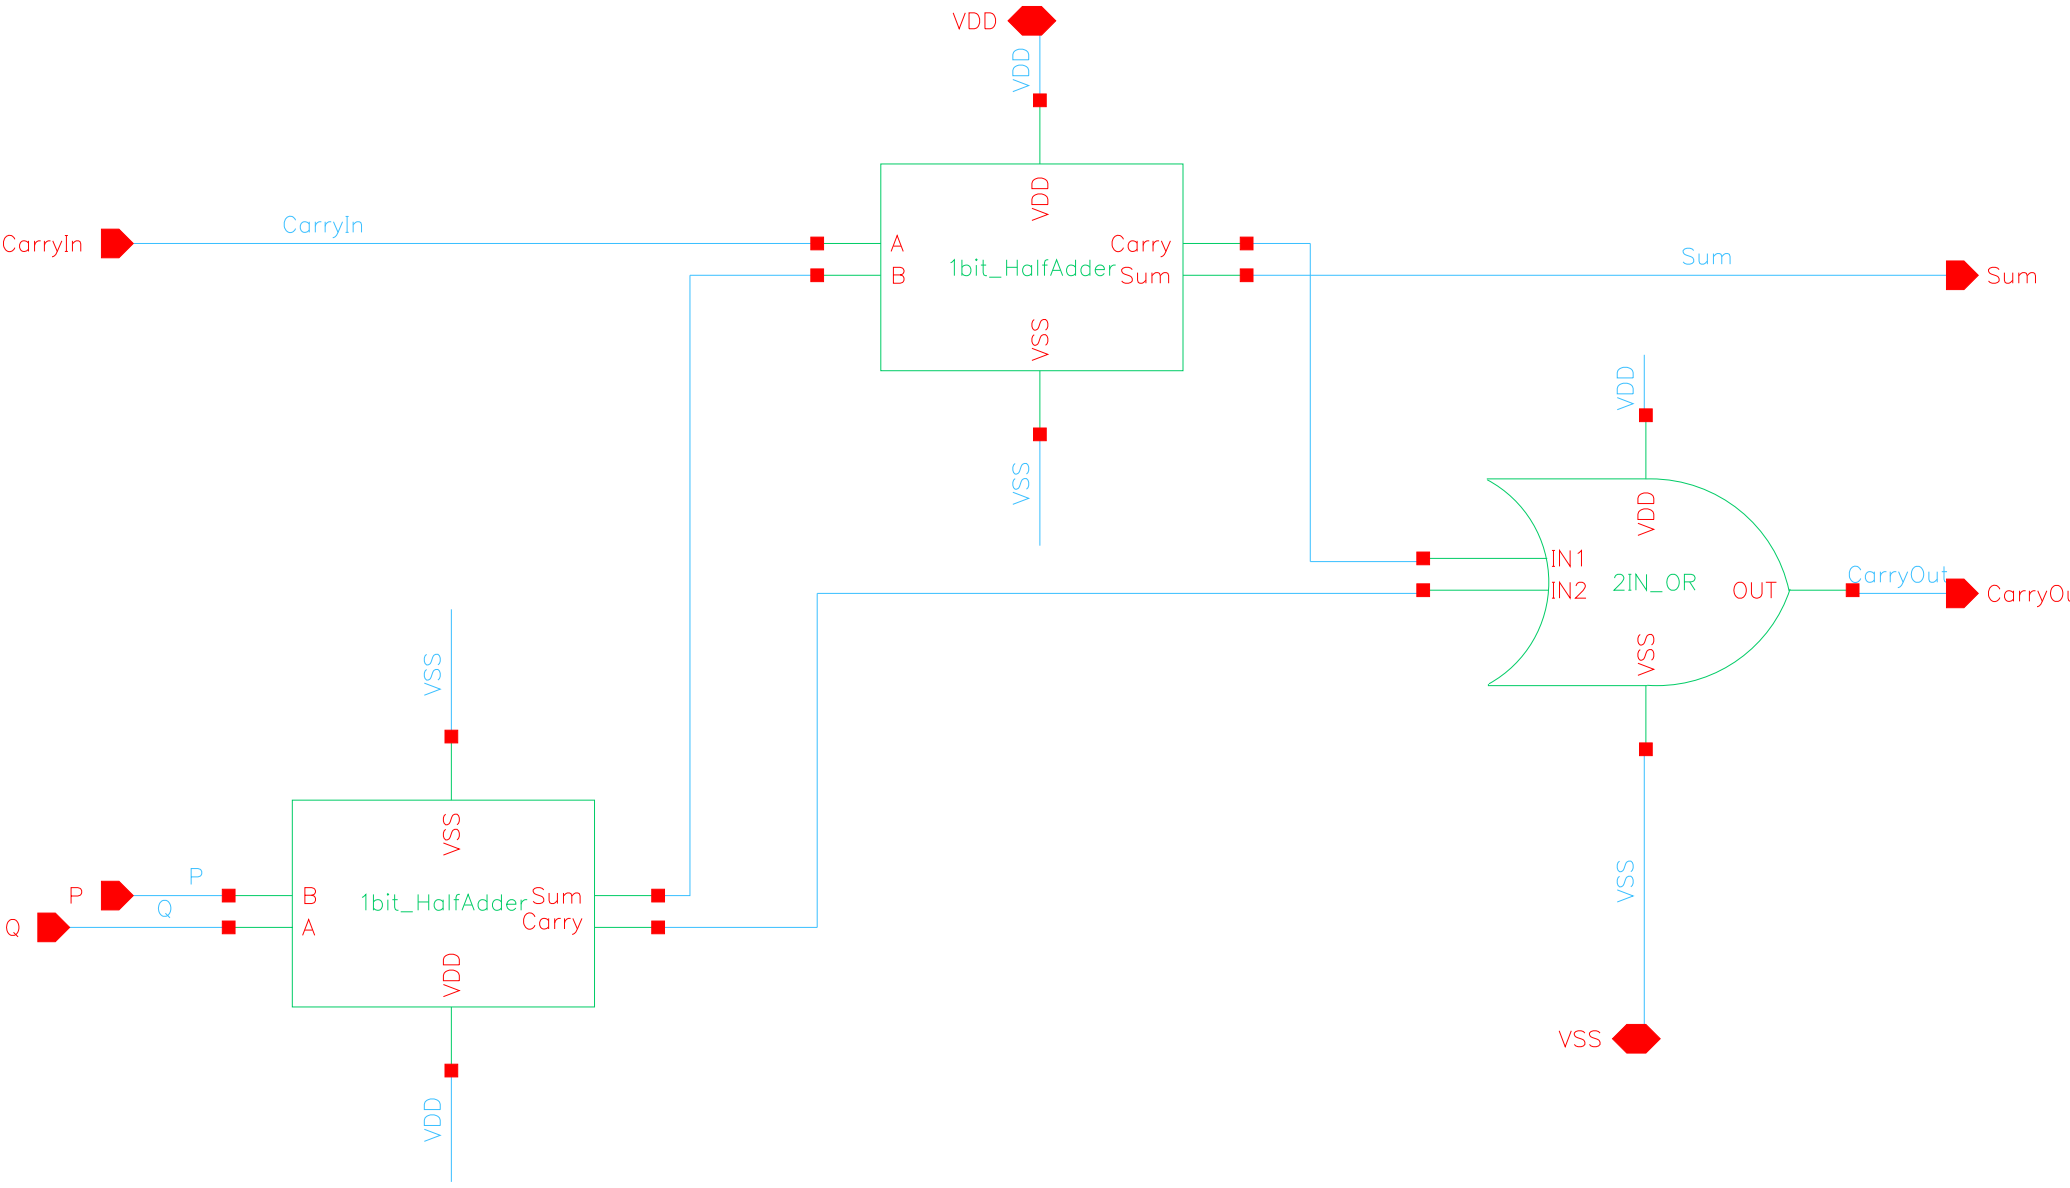 VDD
VDD
VDD
CarryIn
CarryIn
A
Carry
B
1bit_HalfAdder
Sum
Sum
Sum
VSS
VSS
VDD
VDD
IN1
IN2
2IN_OR
OUT
CarryOut
CarryOu
VSS
VSS
VSS
VSS
VSS
P
P
B
1bit_HalfAdder
Sum
Q
Q
A
Carry
VDD
VDD